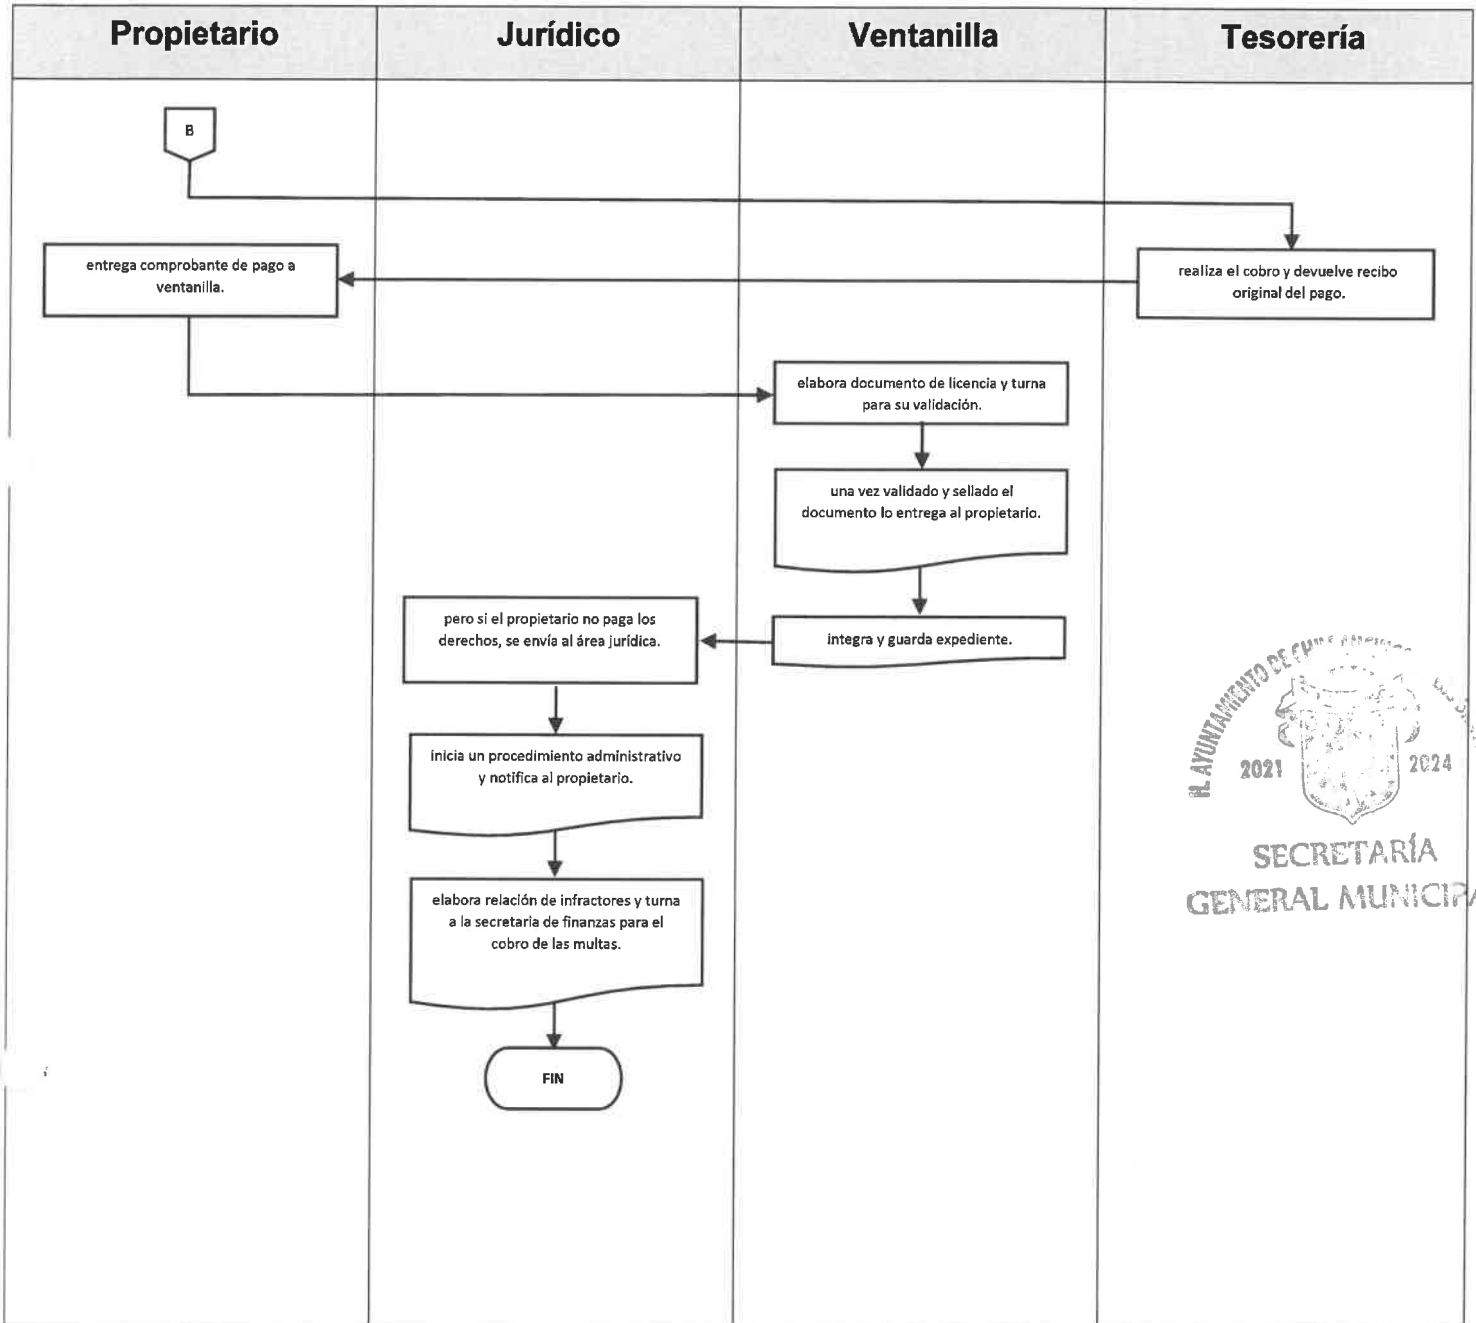 Propietario
Jurídico
Ventanilla
Tesorería
B
entrega comprobante de pago a
ventanilla.
realiza el cobro y devuelve recibo
original del pago.
elabora documento de licencia y turna
para su validación.
una vez validado y sellado el
documento lo entrega al propietario.
pero si el propietario no paga los
derechos, se envía al área jurídica.
integra y guarda expediente.
inicia un procedimiento administrativo
y notifica al propietario.
elabora relación de infractores y turna
a la secretaria de finanzas para el
cobro de las multas.
FIN
H. AYUNTAMIENTO DE
2021
2024
SECRETARÍA
GENERAL MUNICIPA